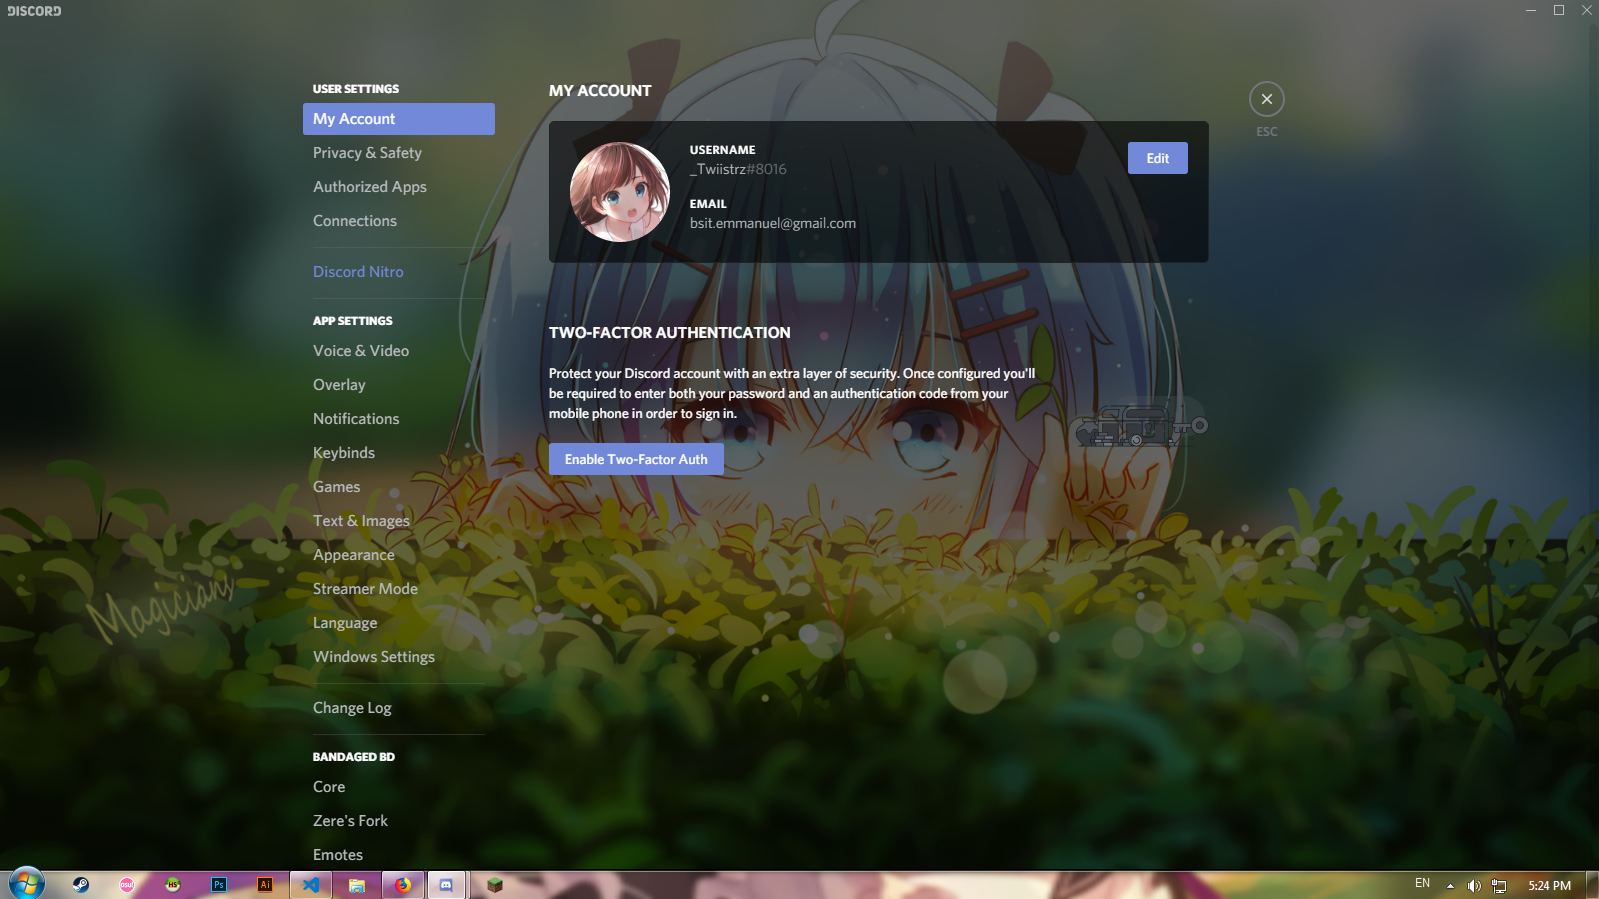 DISCORD
USER SETTINGS
My Account
Privacy & Safety
Authorized Apps
Connections
Discord Nitro
APP SETTINGS
Voice & Video
Overlay
Notifications
Keybinds
Games
Text & Images
Appearance
Streamer Mode
Language
Windows Settings
Change Log
BANDAGED BD
Core
Zere's Fork
Emotes
MY ACCOUNT
USERNAME
_Twiistrz#8016
EMAIL
bsit.emmanuel@gmail.com
Edit
ESC
TWO-FACTOR AUTHENTICATION
Protect your Discord account with an extra layer of security. Once configured you'll
be required to enter both your password and an authentication code from your
mobile phone in order to sign in.
Enable Two-Factor Auth
Magicians
osu!
HS
Ps
Ai
EN
5:24 PM